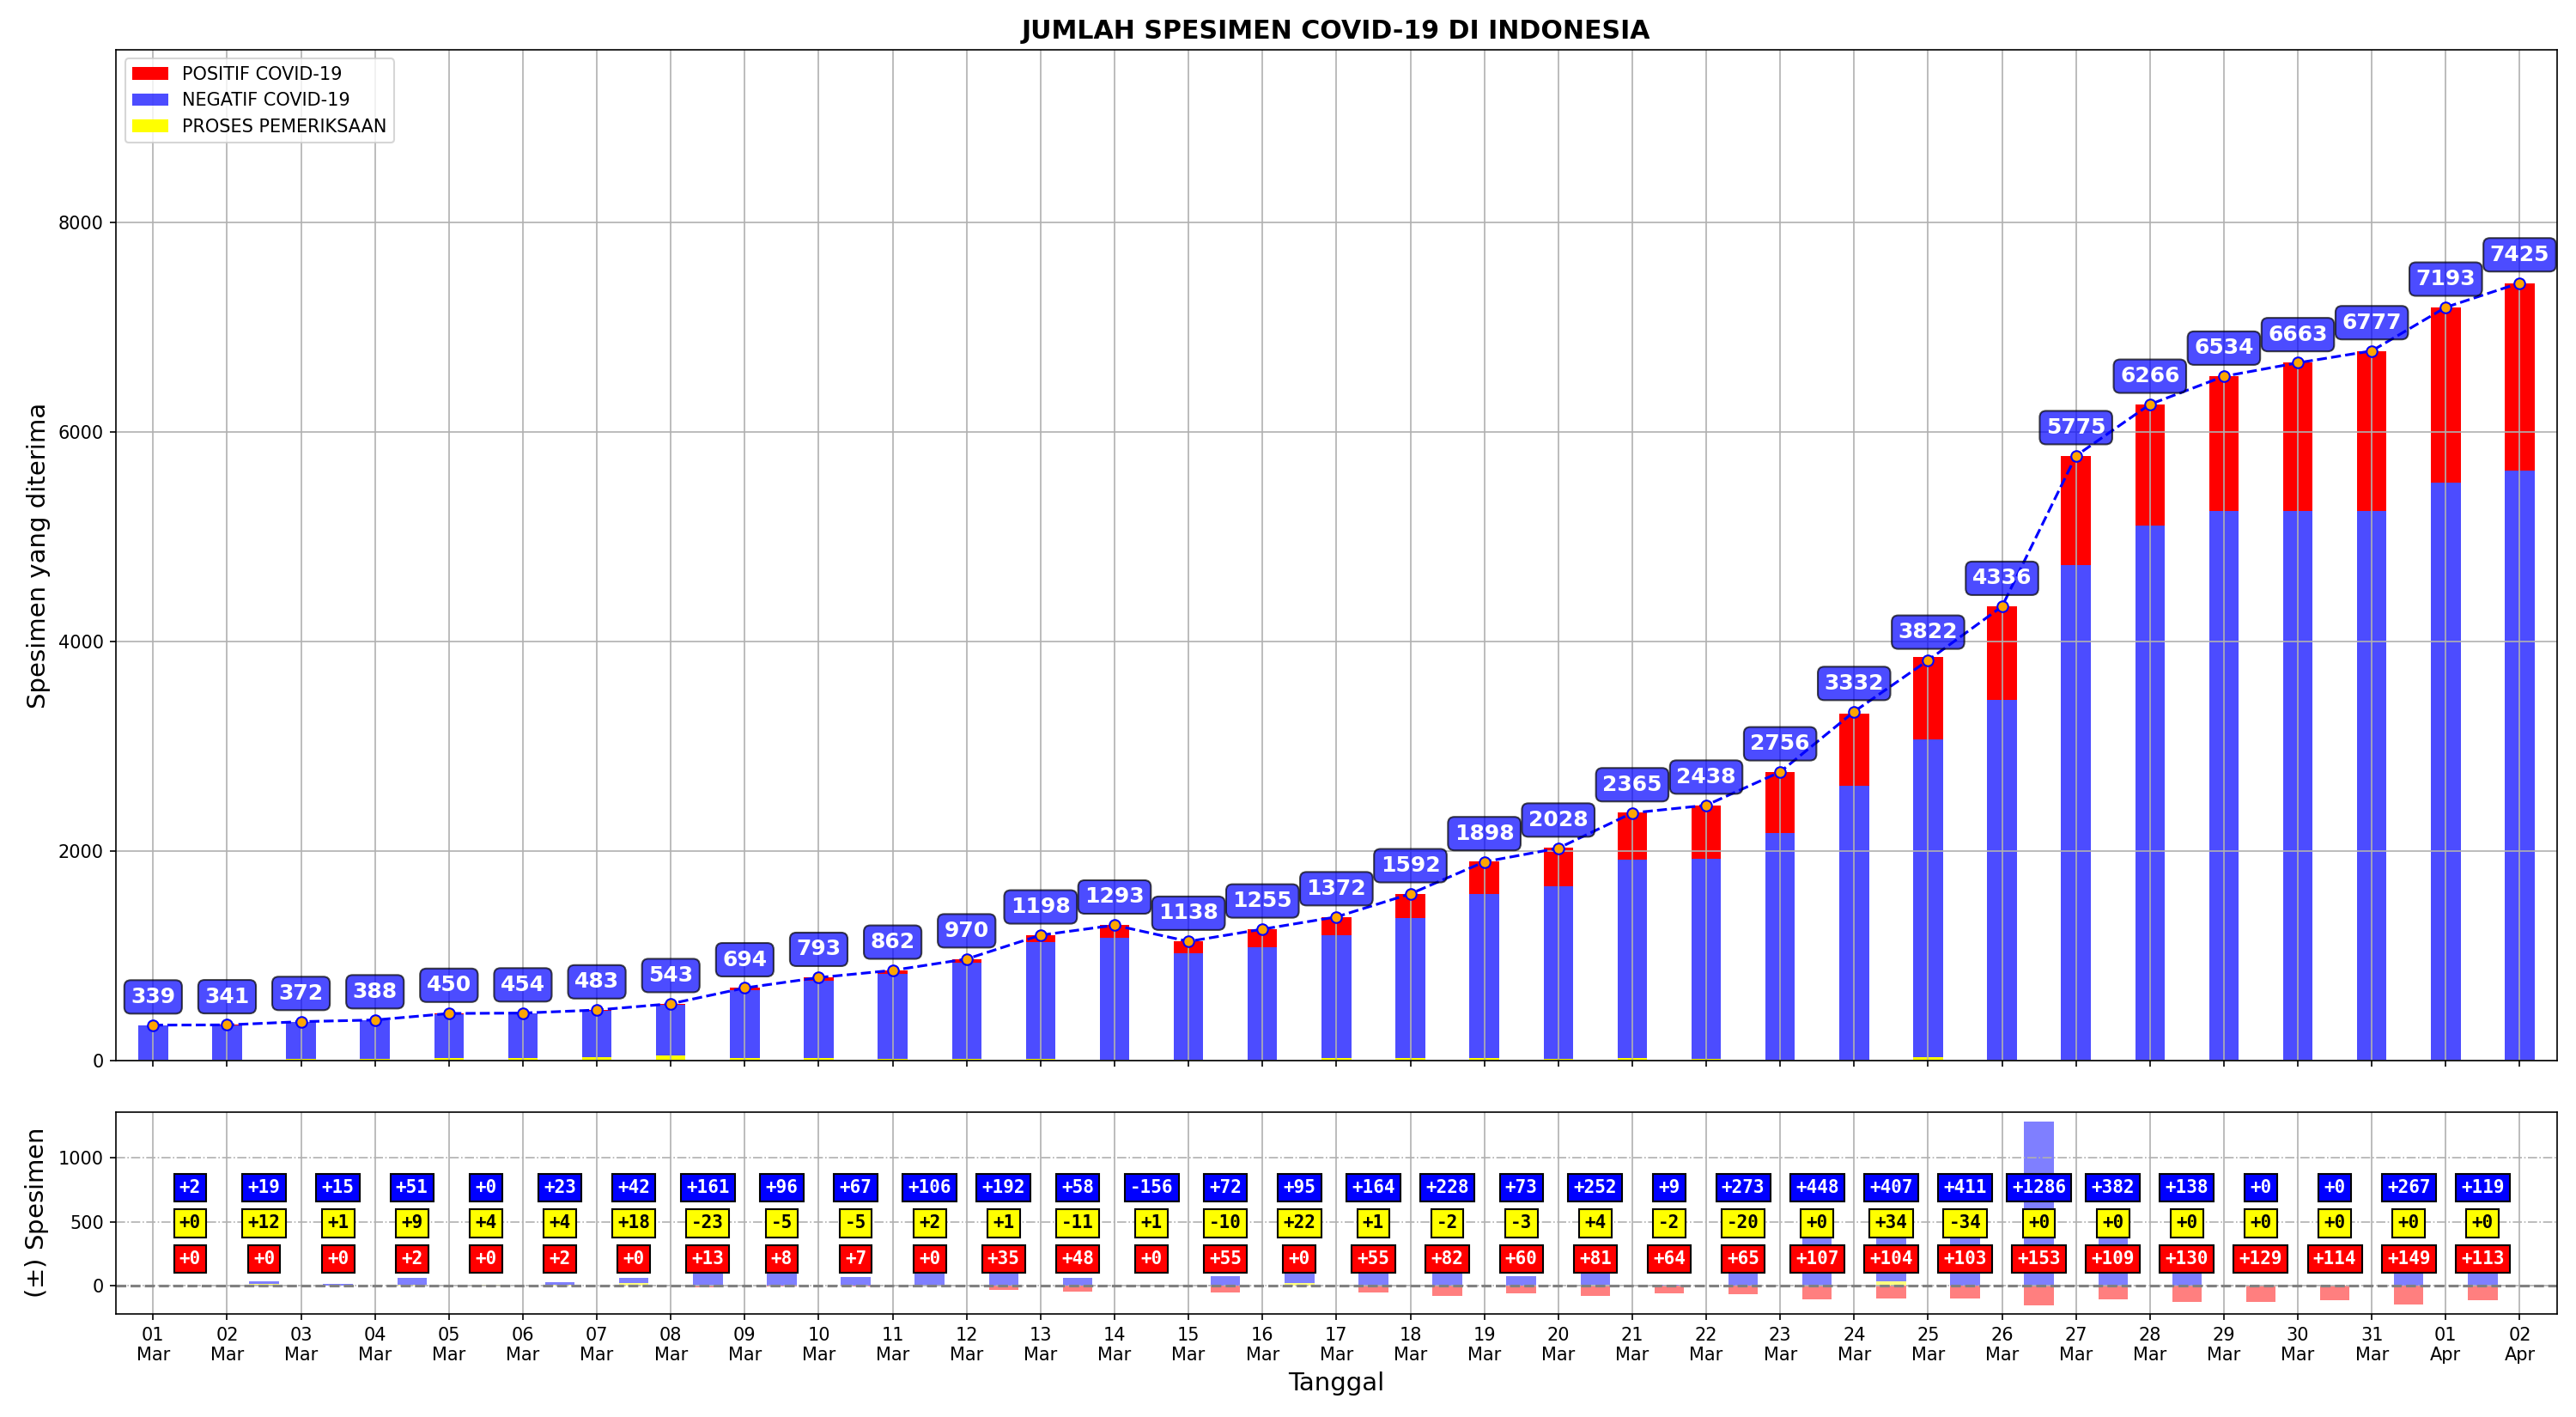 JUMLAH SPESIMEN COVID-19 DI INDONESIA
POSITIF COVID-19
NEGATIF COVID-19
PROSES PEMERIKSAAN
Spesimen yang diterima
8000
6000
4000
2000
0
339 341 372 388 450 454 483 543 694 793 862 970 1198 1293 1138 1255 1372 1592 1898 2028 2365 2438 2756 3332 3822 4336 5775 6266 6534 6663 6777 7193 7425
(±) Spesimen
1000
500
0
+2 +19 +15 +51 +0 +23 +42 +161 +96 +67 +106 +192 +58 -156 +72 +95 +164 +228 +73 +252 +9 +273 +448 +407 +411 +1286 +382 +138 +0 +0 +267 +119
+0 +12 +1 +9 +4 +4 +18 -23 -5 -5 +2 +1 -11 +1 -10 +22 +1 -2 -3 +4 -2 -20 +0 +34 -34 +0 +0 +0 +0 +0 +0 +0
+0 +0 +0 +2 +0 +2 +0 +13 +8 +7 +0 +35 +48 +0 +55 +0 +55 +82 +60 +81 +64 +65 +107 +104 +103 +153 +109 +130 +129 +114 +149 +113
01 02 03 04 05 06 07 08 09 10 11 12 13 14 15 16 17 18 19 20 21 22 23 24 25 26 27 28 29 30 31 01 02
Mar Mar Mar Mar Mar Mar Mar Mar Mar Mar Mar Mar Mar Mar Mar Mar Mar Mar Mar Mar Mar Mar Mar Mar Mar Mar Mar Mar Mar Mar Mar Apr Apr
Tanggal